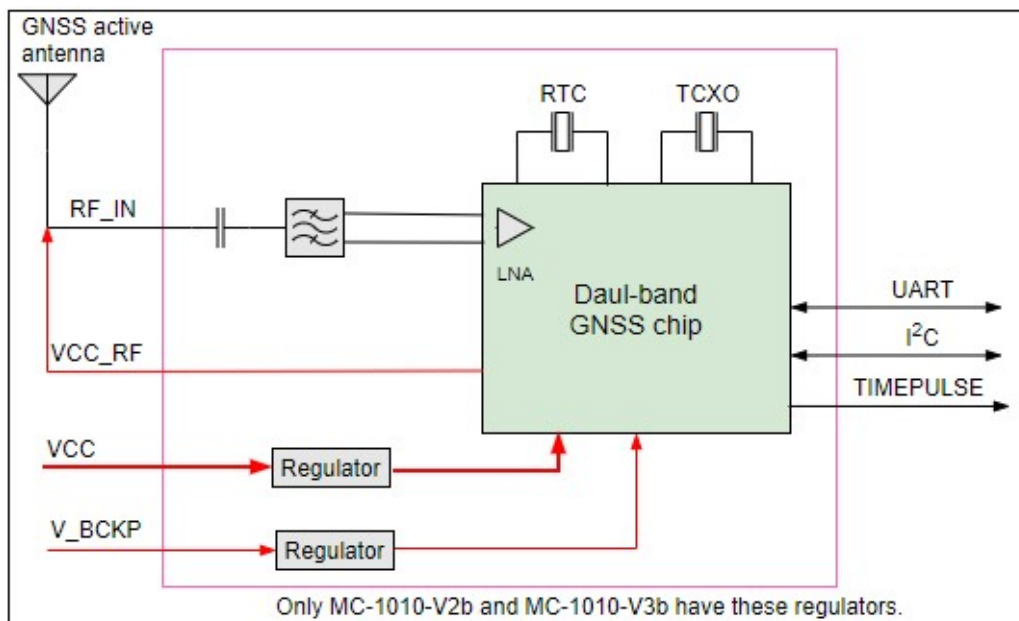 GNSS active
antenna
RTC
TCXO
RF_IN
LNA
Daul-band
GNSS chip
UART
I²C
VCC_RF
TIMEPULSE
VCC
Regulator
V_BCKP
Regulator
Only MC-1010-V2b and MC-1010-V3b have these regulators.